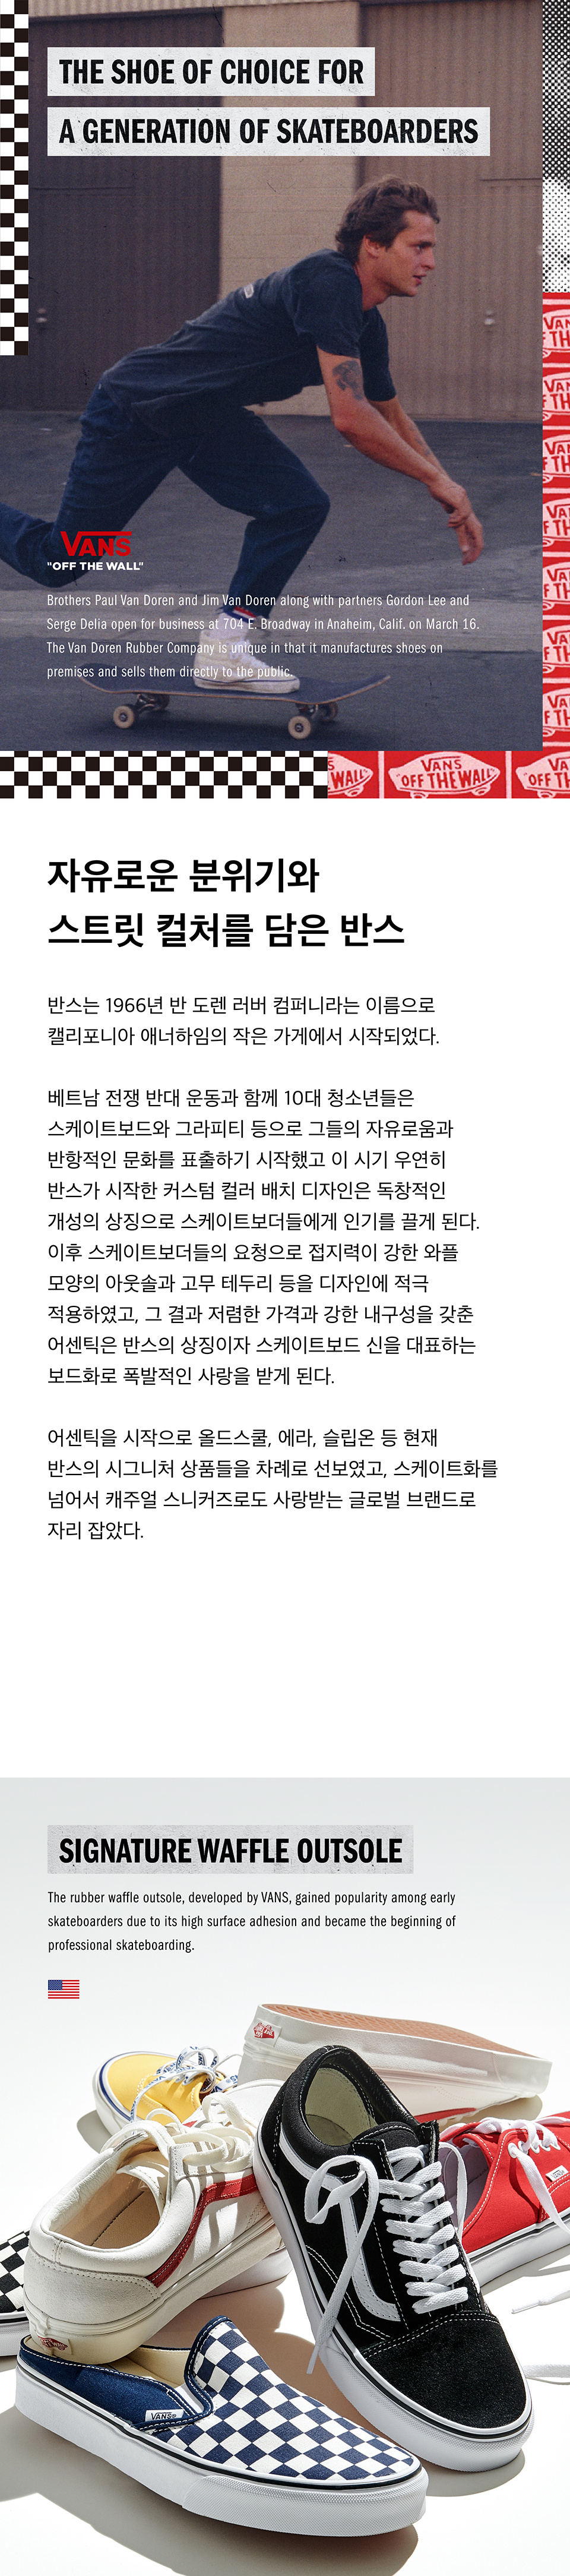 THE SHOE OF CHOICE FOR
A GENERATION OF SKATEBOARDERS
VANS
"OFF THE WALL"
Brothers Paul Van Doren and Jim Van Doren along with partners Gordon Lee and
Serge Delia open for business at 704 E. Broadway in Anaheim, Calif. on March 16.
The Van Doren Rubber Company is unique in that it manufactures shoes on
premises and sells them directly to the public.
VANS
"OFF THE WALL"
자유로운 분위기와
스트릿 컬처를 담은 반스
반스는 1966년 반 도렌 러버 컴퍼니라는 이름으로
캘리포니아 애너하임의 작은 가게에서 시작되었다.
베트남 전쟁 반대 운동과 함께 10대 청소년들은
스케이트보드와 그라피티 등으로 그들의 자유로움과
반항적인 문화를 표출하기 시작했고 이 시기 우연히
반스가 시작한 커스텀 컬러 배치 디자인은 독창적인
개성의 상징으로 스케이트보더들에게 인기를 끌게 된다.
이후 스케이트보더들의 요청으로 접지력이 강한 와플
모양의 아웃솔과 고무 테두리 등을 디자인에 적극
적용하였고, 그 결과 저렴한 가격과 강한 내구성을 갖춘
어센틱은 반스의 상징이자 스케이트보드 신을 대표하는
보드화로 폭발적인 사랑을 받게 된다.
어센틱을 시작으로 올드스쿨, 에라, 슬립온 등 현재
반스의 시그니처 상품들을 차례로 선보였고, 스케이트화를
넘어서 캐주얼 스니커즈로도 사랑받는 글로벌 브랜드로
자리 잡았다.
SIGNATURE WAFFLE OUTSOLE
The rubber waffle outsole, developed by VANS, gained popularity among early
skateboarders due to its high surface adhesion and became the beginning of
professional skateboarding.
VANS